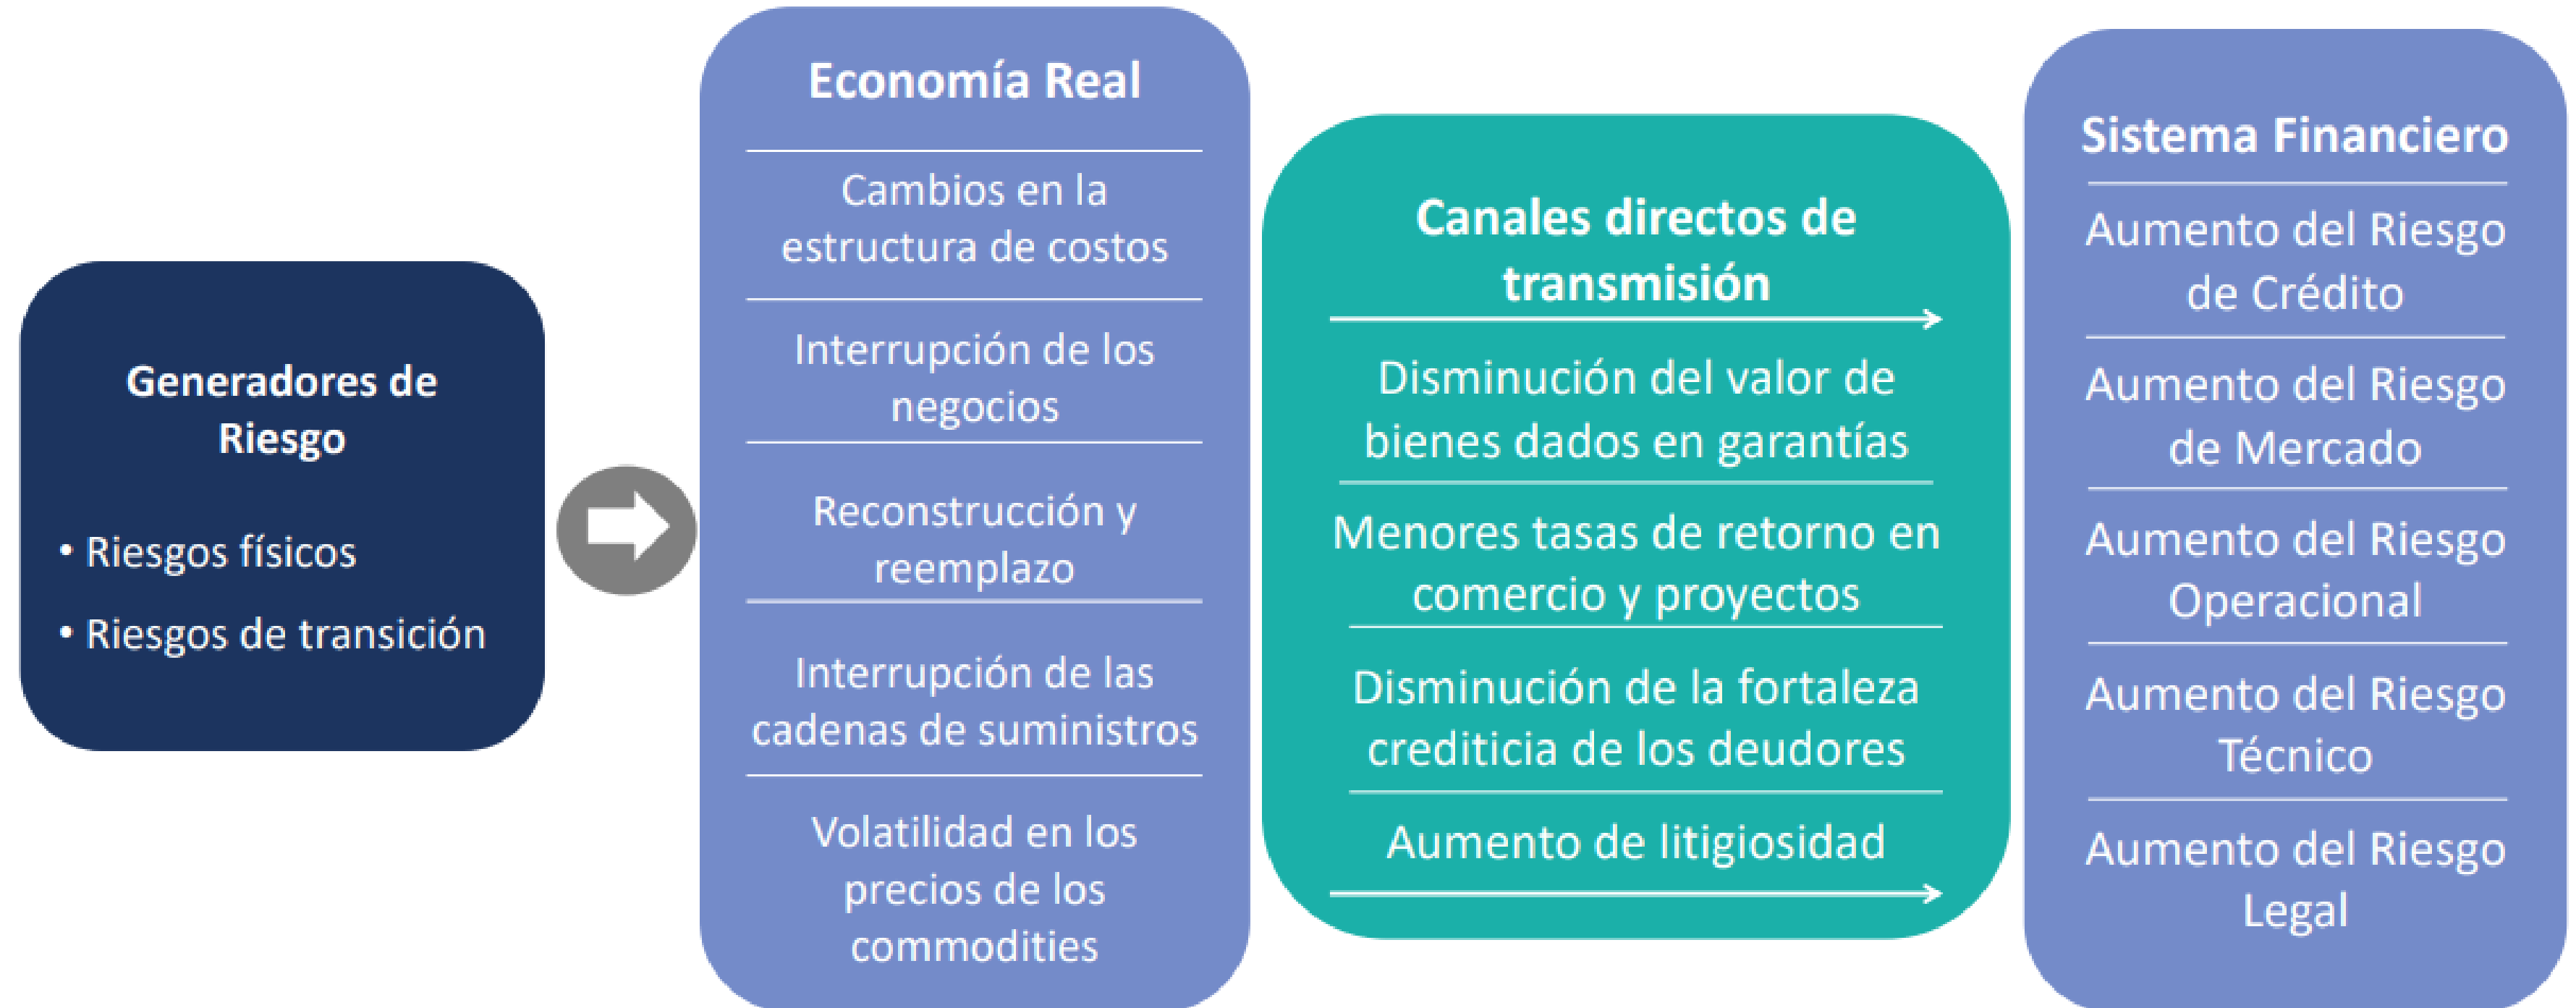 Generadores de
Riesgo
• Riesgos físicos
• Riesgos de transición
Economía Real
Cambios en la
estructura de costos
Interrupción de los
negocios
Reconstrucción y
reemplazo
Interrupción de las
cadenas de suministros
Volatilidad en los
precios de los
commodities
Canales directos de
transmisión
Disminución del valor de
bienes dados en garantías
Menores tasas de retorno en
comercio y proyectos
Disminución de la fortaleza
crediticia de los deudores
Aumento de litigiosidad
Sistema Financiero
Aumento del Riesgo
de Crédito
Aumento del Riesgo
de Mercado
Aumento del Riesgo
Operacional
Aumento del Riesgo
Técnico
Aumento del Riesgo
Legal